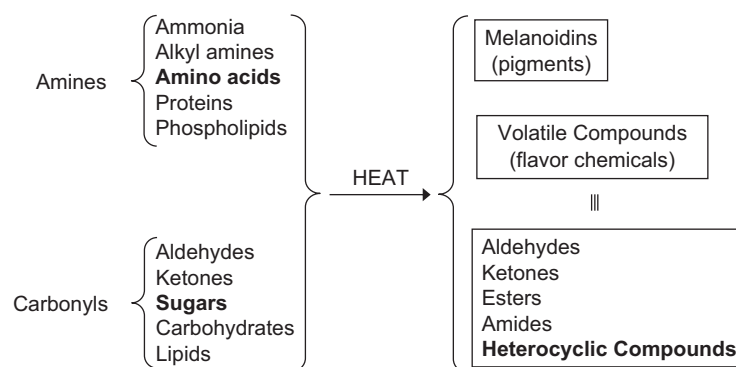 Amines
Ammonia
Alkyl amines
Amino acids
Proteins
Phospholipids
Carbonyls
Aldehydes
Ketones
Sugars
Carbohydrates
Lipids
HEAT
Melanoidins
(pigments)
Volatile Compounds
(flavor chemicals)
Aldehydes
Ketones
Esters
Amides
Heterocyclic Compounds